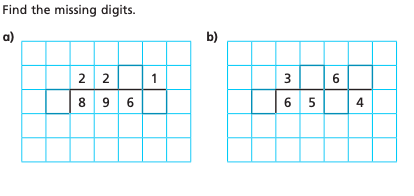 Find the missing digits.
a) b)
2 2 1 3 6
8 9 6 6 5 4